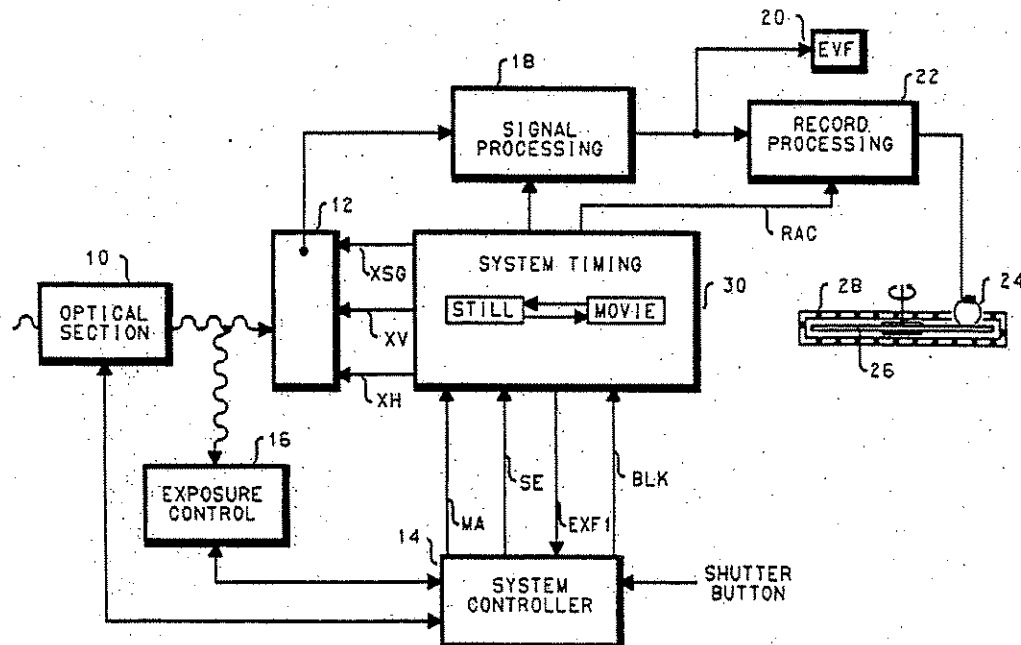 20
EVF
18
22
SIGNAL
PROCESSING
RECORD
PROCESSING
12
RAC
10
XSG
SYSTEM TIMING
30
24
OPTICAL
SECTION
STILL
MOVIE
28
XV
26
XH
16
SE
BLK
EXPOSURE
CONTROL
MA
EXF1
14
SYSTEM
CONTROLLER
SHUTTER
BUTTON